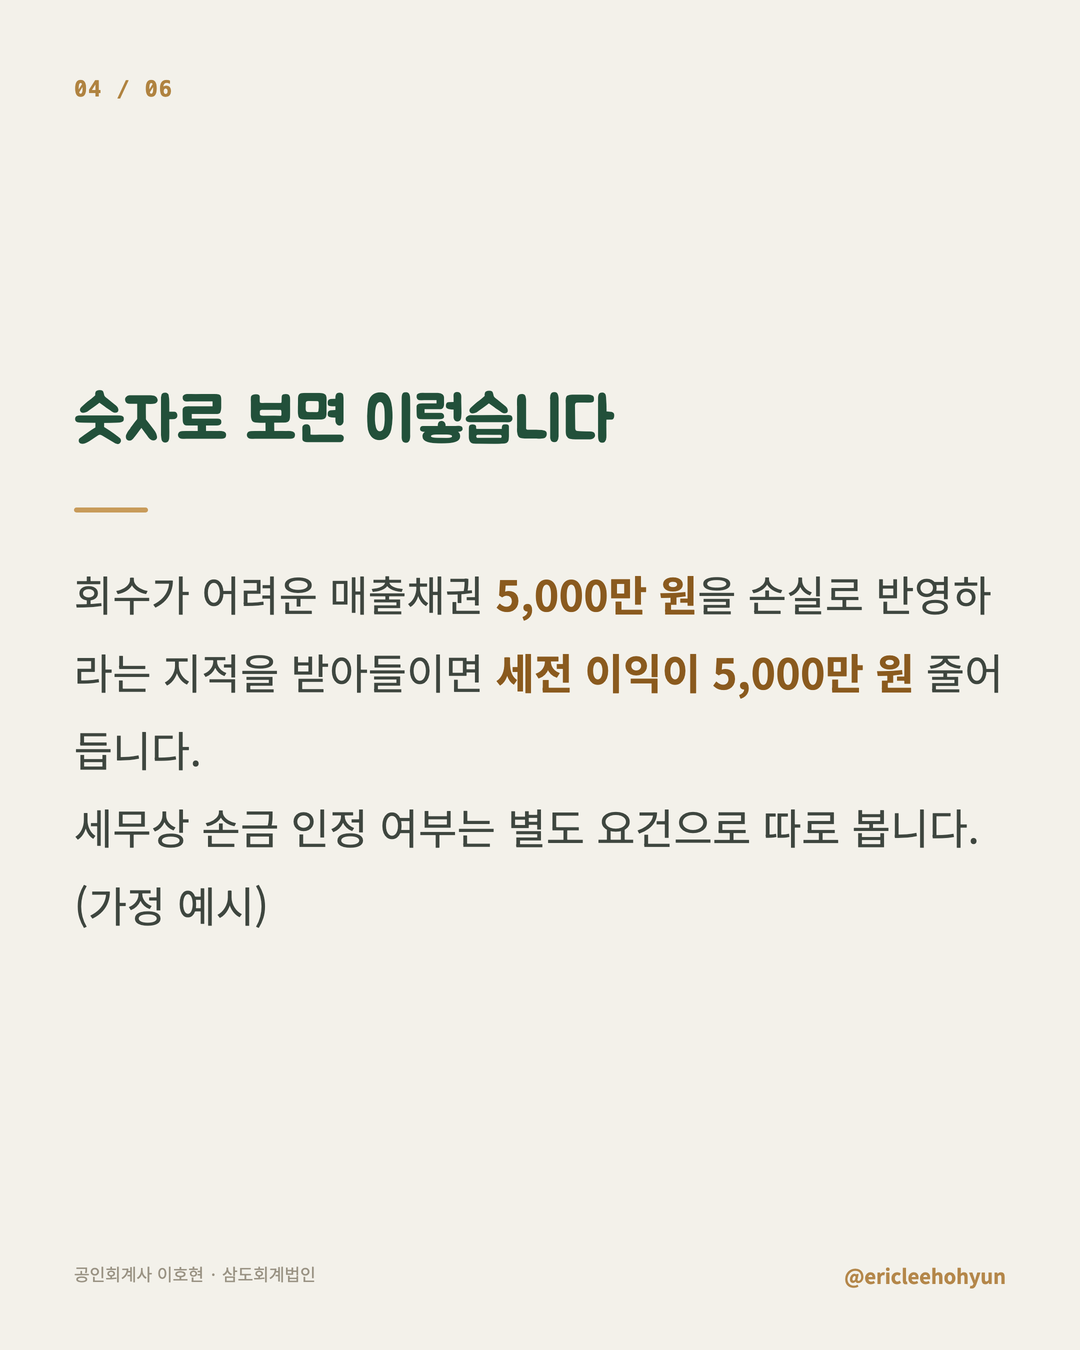 04 / 06
숫자로 보면 이렇습니다
회수가 어려운 매출채권 5,000만 원을 손실로 반영하
라는 지적을 받아들이면 세전 이익이 5,000만 원 줄어
듭니다.
세무상 손금 인정 여부는 별도 요건으로 따로 봅니다.
(가정 예시)
공인회계사 이호현 · 삼도회계법인
@ericleehohyun